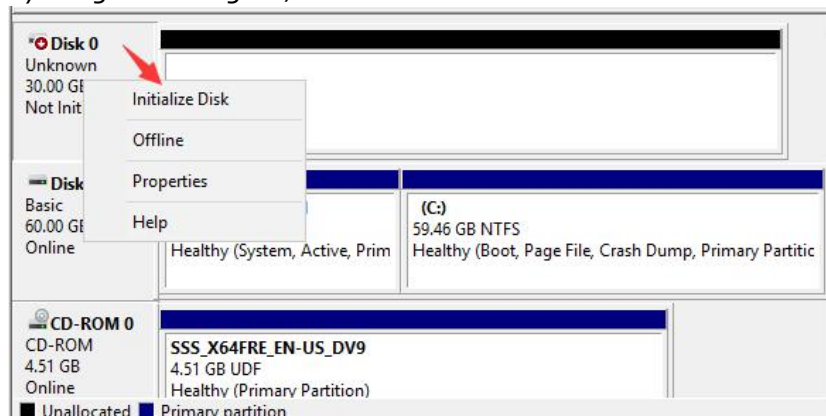 Disk 0
Unknown
30.00 GB
Not Init
Initialize Disk
Offline
Properties
Help
Disk
Basic
60.00 GB
Online
Healthy (System, Active, Prim
(C:)
59.46 GB NTFS
Healthy (Boot, Page File, Crash Dump, Primary Partitic
CD-ROM 0
CD-ROM
4.51 GB
Online
SSS_X64FRE_EN-US_DV9
4.51 GB UDF
Healthy (Primary Partition)
Unallocated Primary partition